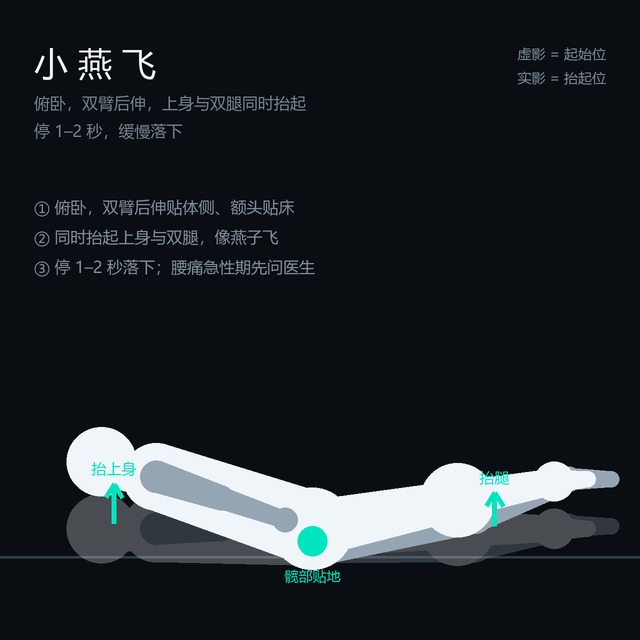 小燕飞
虚影 = 起始位
实影 = 抬起位
俯卧，双臂后伸，上身与双腿同时抬起
停 1–2 秒，缓慢落下
① 俯卧，双臂后伸贴体侧、额头贴床
② 同时抬起上身与双腿，像燕子飞
③ 停 1–2 秒落下；腰痛急性期先问医生
抬上身
抬腿
髋部贴地